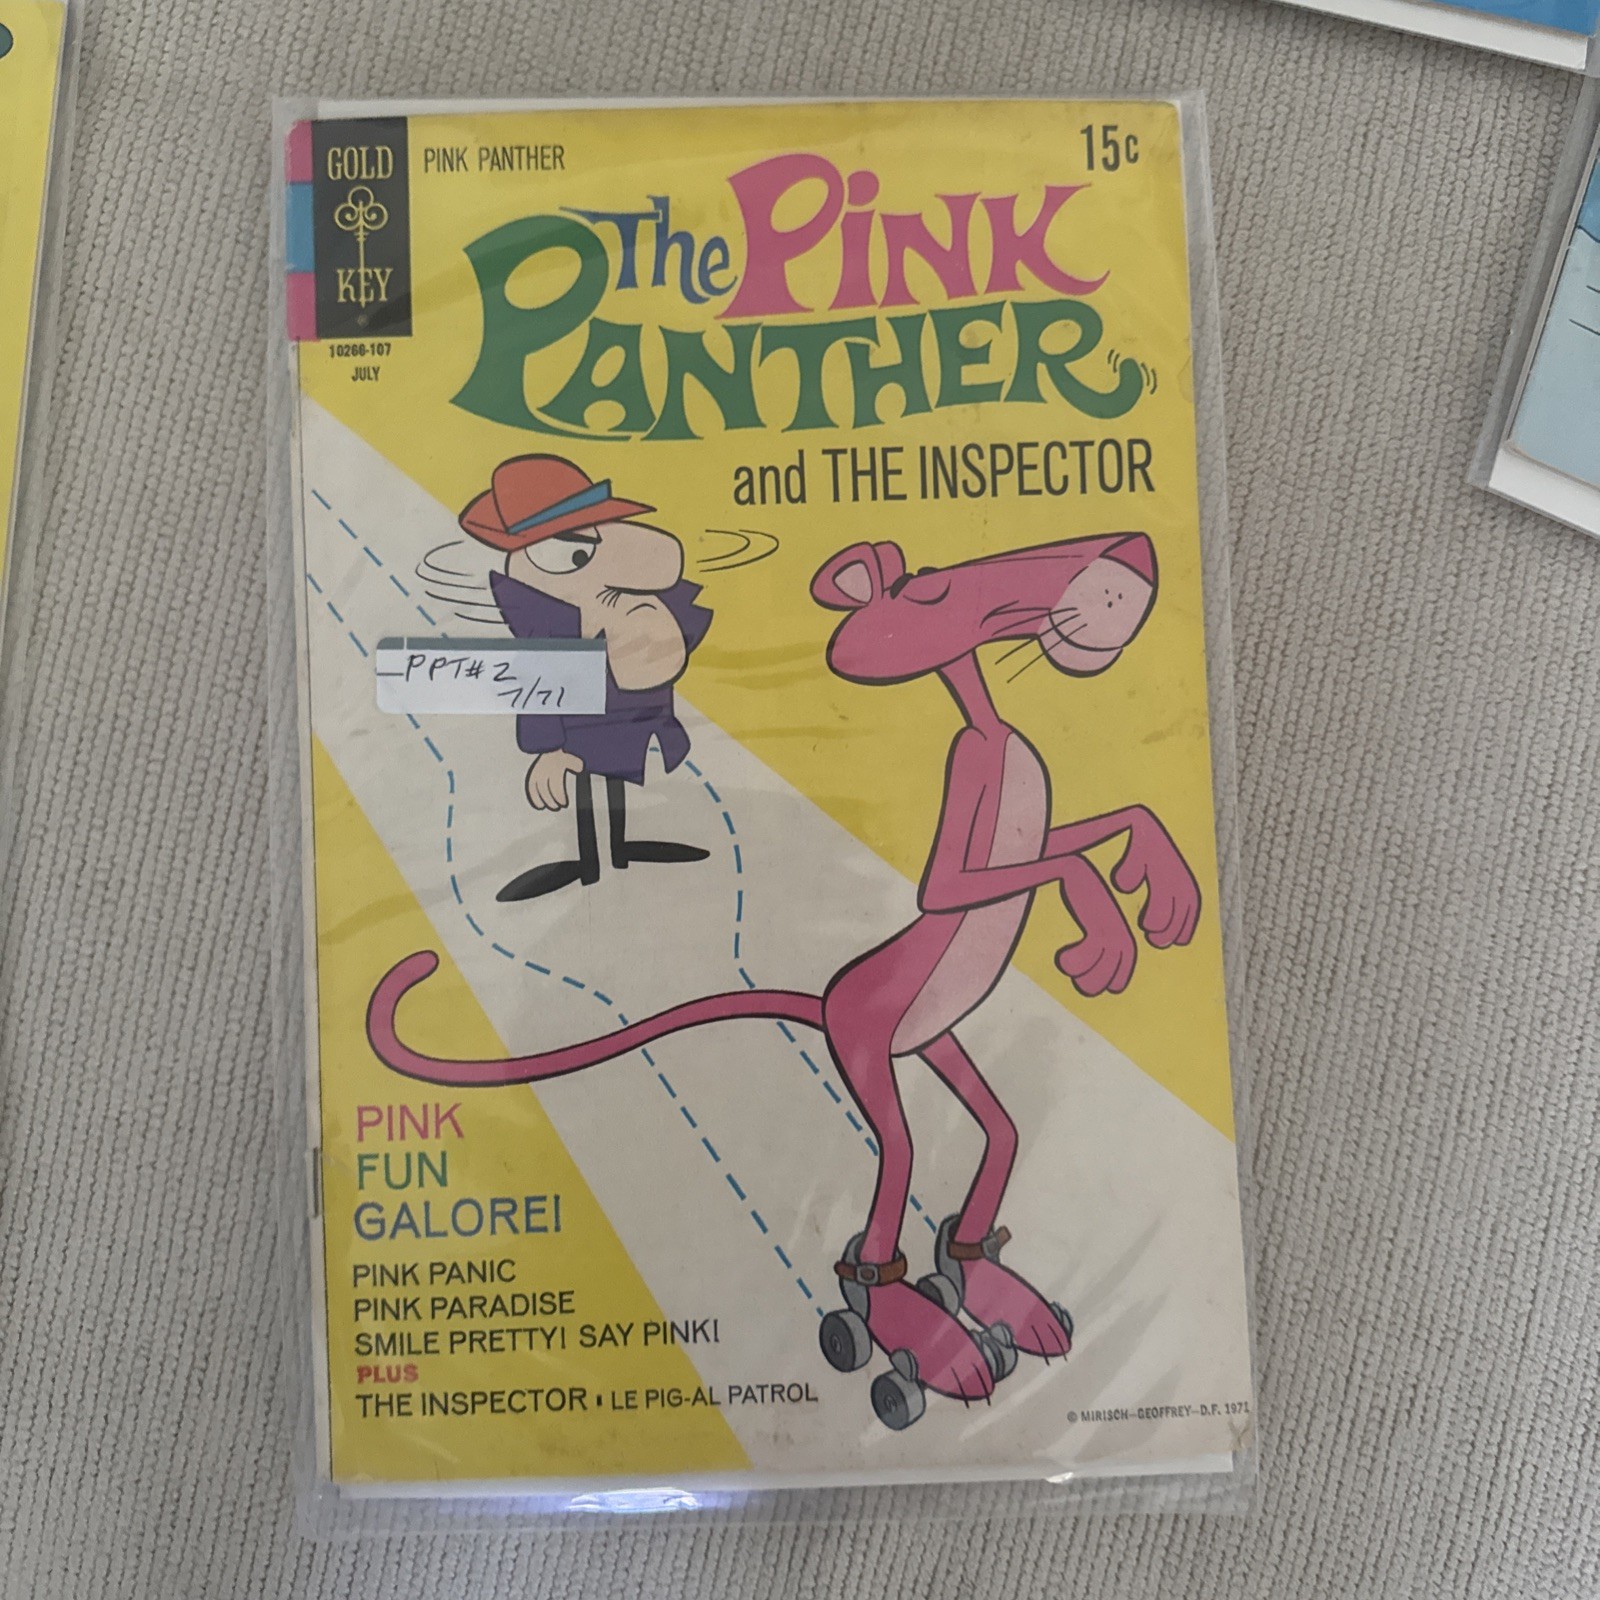 GOLD
KEY
PINK PANTHER
15c
10266-107
JULY
The PiNK
PANTHER
and THE INSPECTOR
PPT#2
7/71
PINK
FUN
GALORE!
PINK PANIC
PINK PARADISE
SMILE PRETTY! SAY PINK!
PLUS
THE INSPECTOR • LE PIG-AL PATROL
© MIRISCH—GEOFFREY—D.F. 1971